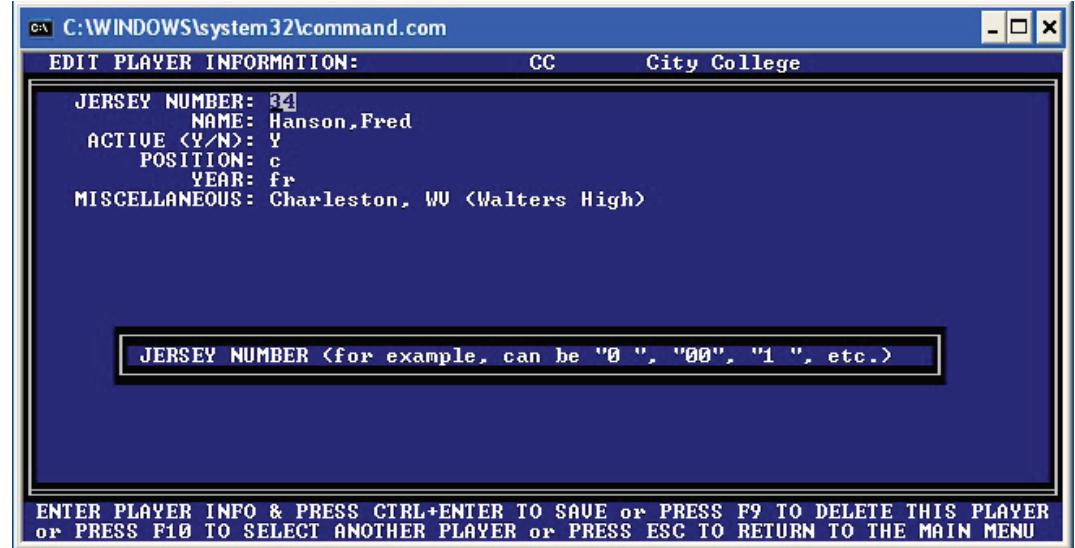 C:\WINDOWS\system32\command.com
EDIT PLAYER INFORMATION: CC City College
JERSEY NUMBER: 34
NAME: Hanson,Fred
ACTIVE (Y/N): Y
POSITION: c
YEAR: fr
MISCELLANEOUS: Charleston, WV (Walters High)
JERSEY NUMBER (for example, can be "0 ", "00", "1 ", etc.)
ENTER PLAYER INFO & PRESS CTRL+ENTER TO SAVE or PRESS F9 TO DELETE THIS PLAYER
or PRESS F10 TO SELECT ANOTHER PLAYER or PRESS ESC TO RETURN TO THE MAIN MENU